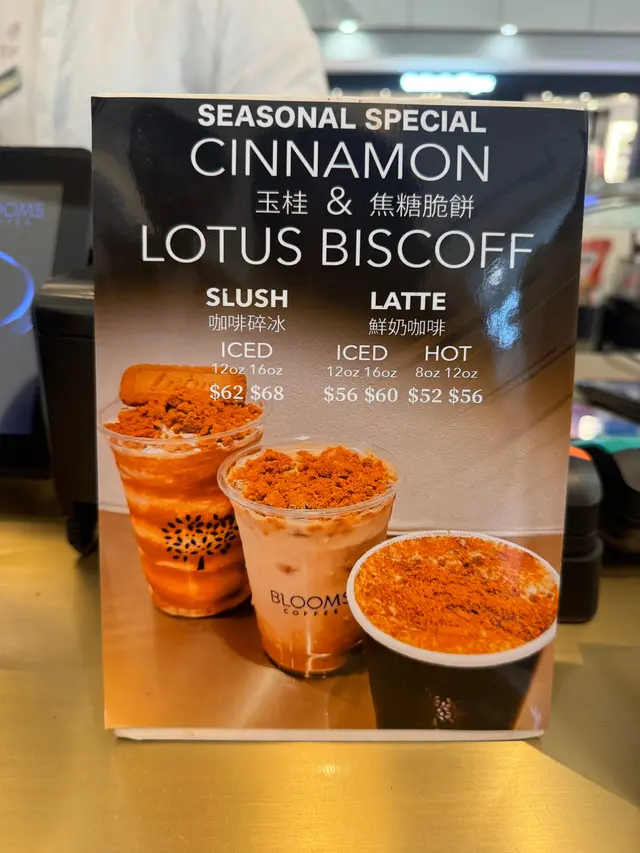 SEASONAL SPECIAL
CINNAMON
玉桂 & 焦糖脆餅
LOTUS BISCOFF
SLUSH
咖啡碎冰
ICED
12oz 16oz
$62 $68
LATTE
鮮奶咖啡
ICED HOT
12oz 16oz 8oz 12oz
$56 $60 $52 $56
BLOOMS
COFFEE